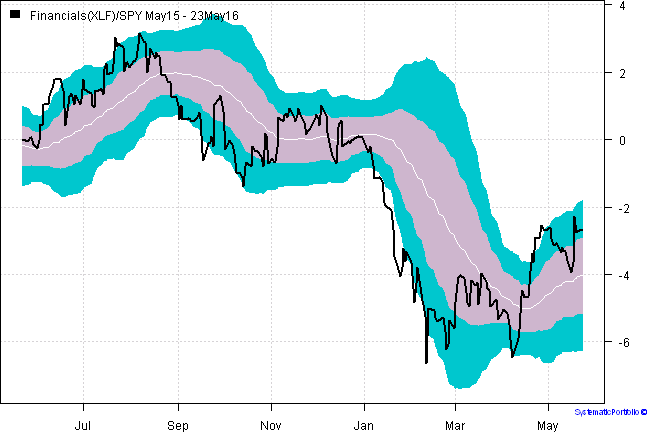 Financials(XLF)/SPY May15 - 23May16
4
2
0
-2
-4
-6
Jul Sep Nov Jan Mar May
SystematicPortfolio ©